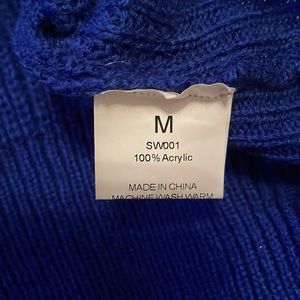 M
SW001
100% Acrylic
MADE IN CHINA
MACHINE WASH WARM